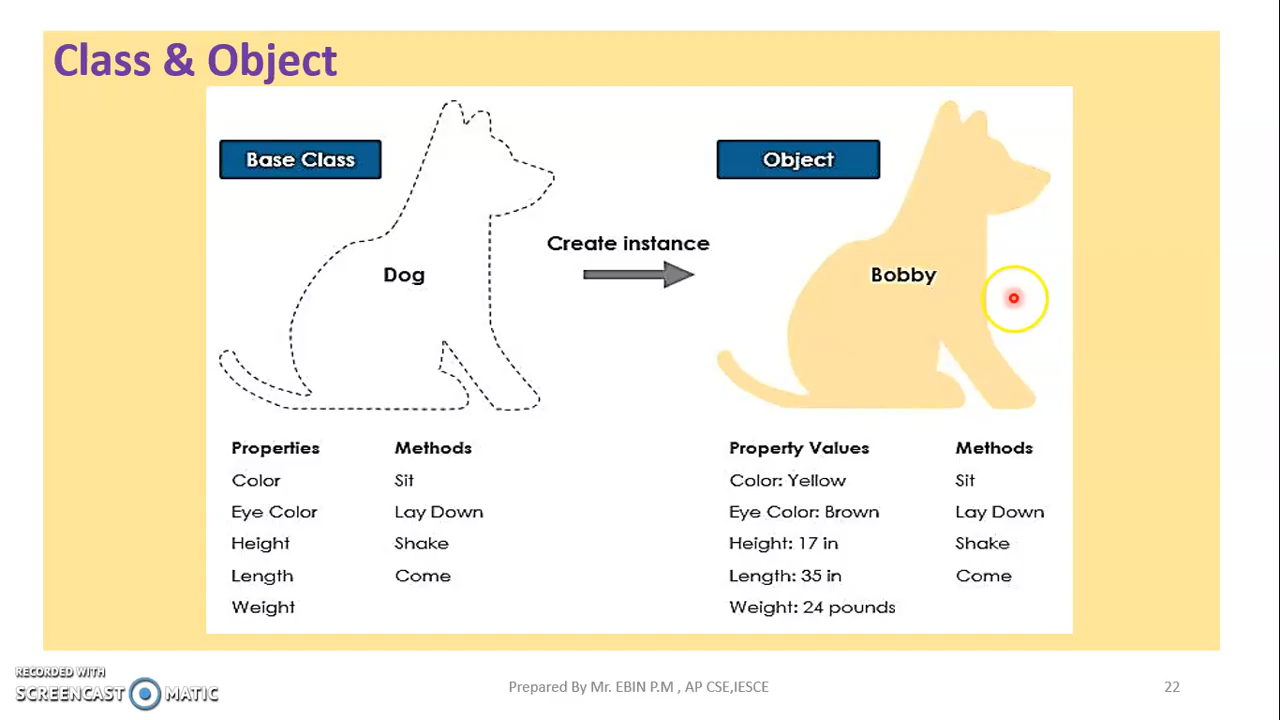 Class & Object
Base Class
Object
Create instance
Dog
Bobby
Properties Methods
Color Sit
Eye Color Lay Down
Height Shake
Length Come
Weight
Property Values Methods
Color: Yellow Sit
Eye Color: Brown Lay Down
Height: 17 in Shake
Length: 35 in Come
Weight: 24 pounds
RECORDED WITH
SCREENCAST MATIC
Prepared By Mr. EBIN P.M , AP CSE,IESCE
22